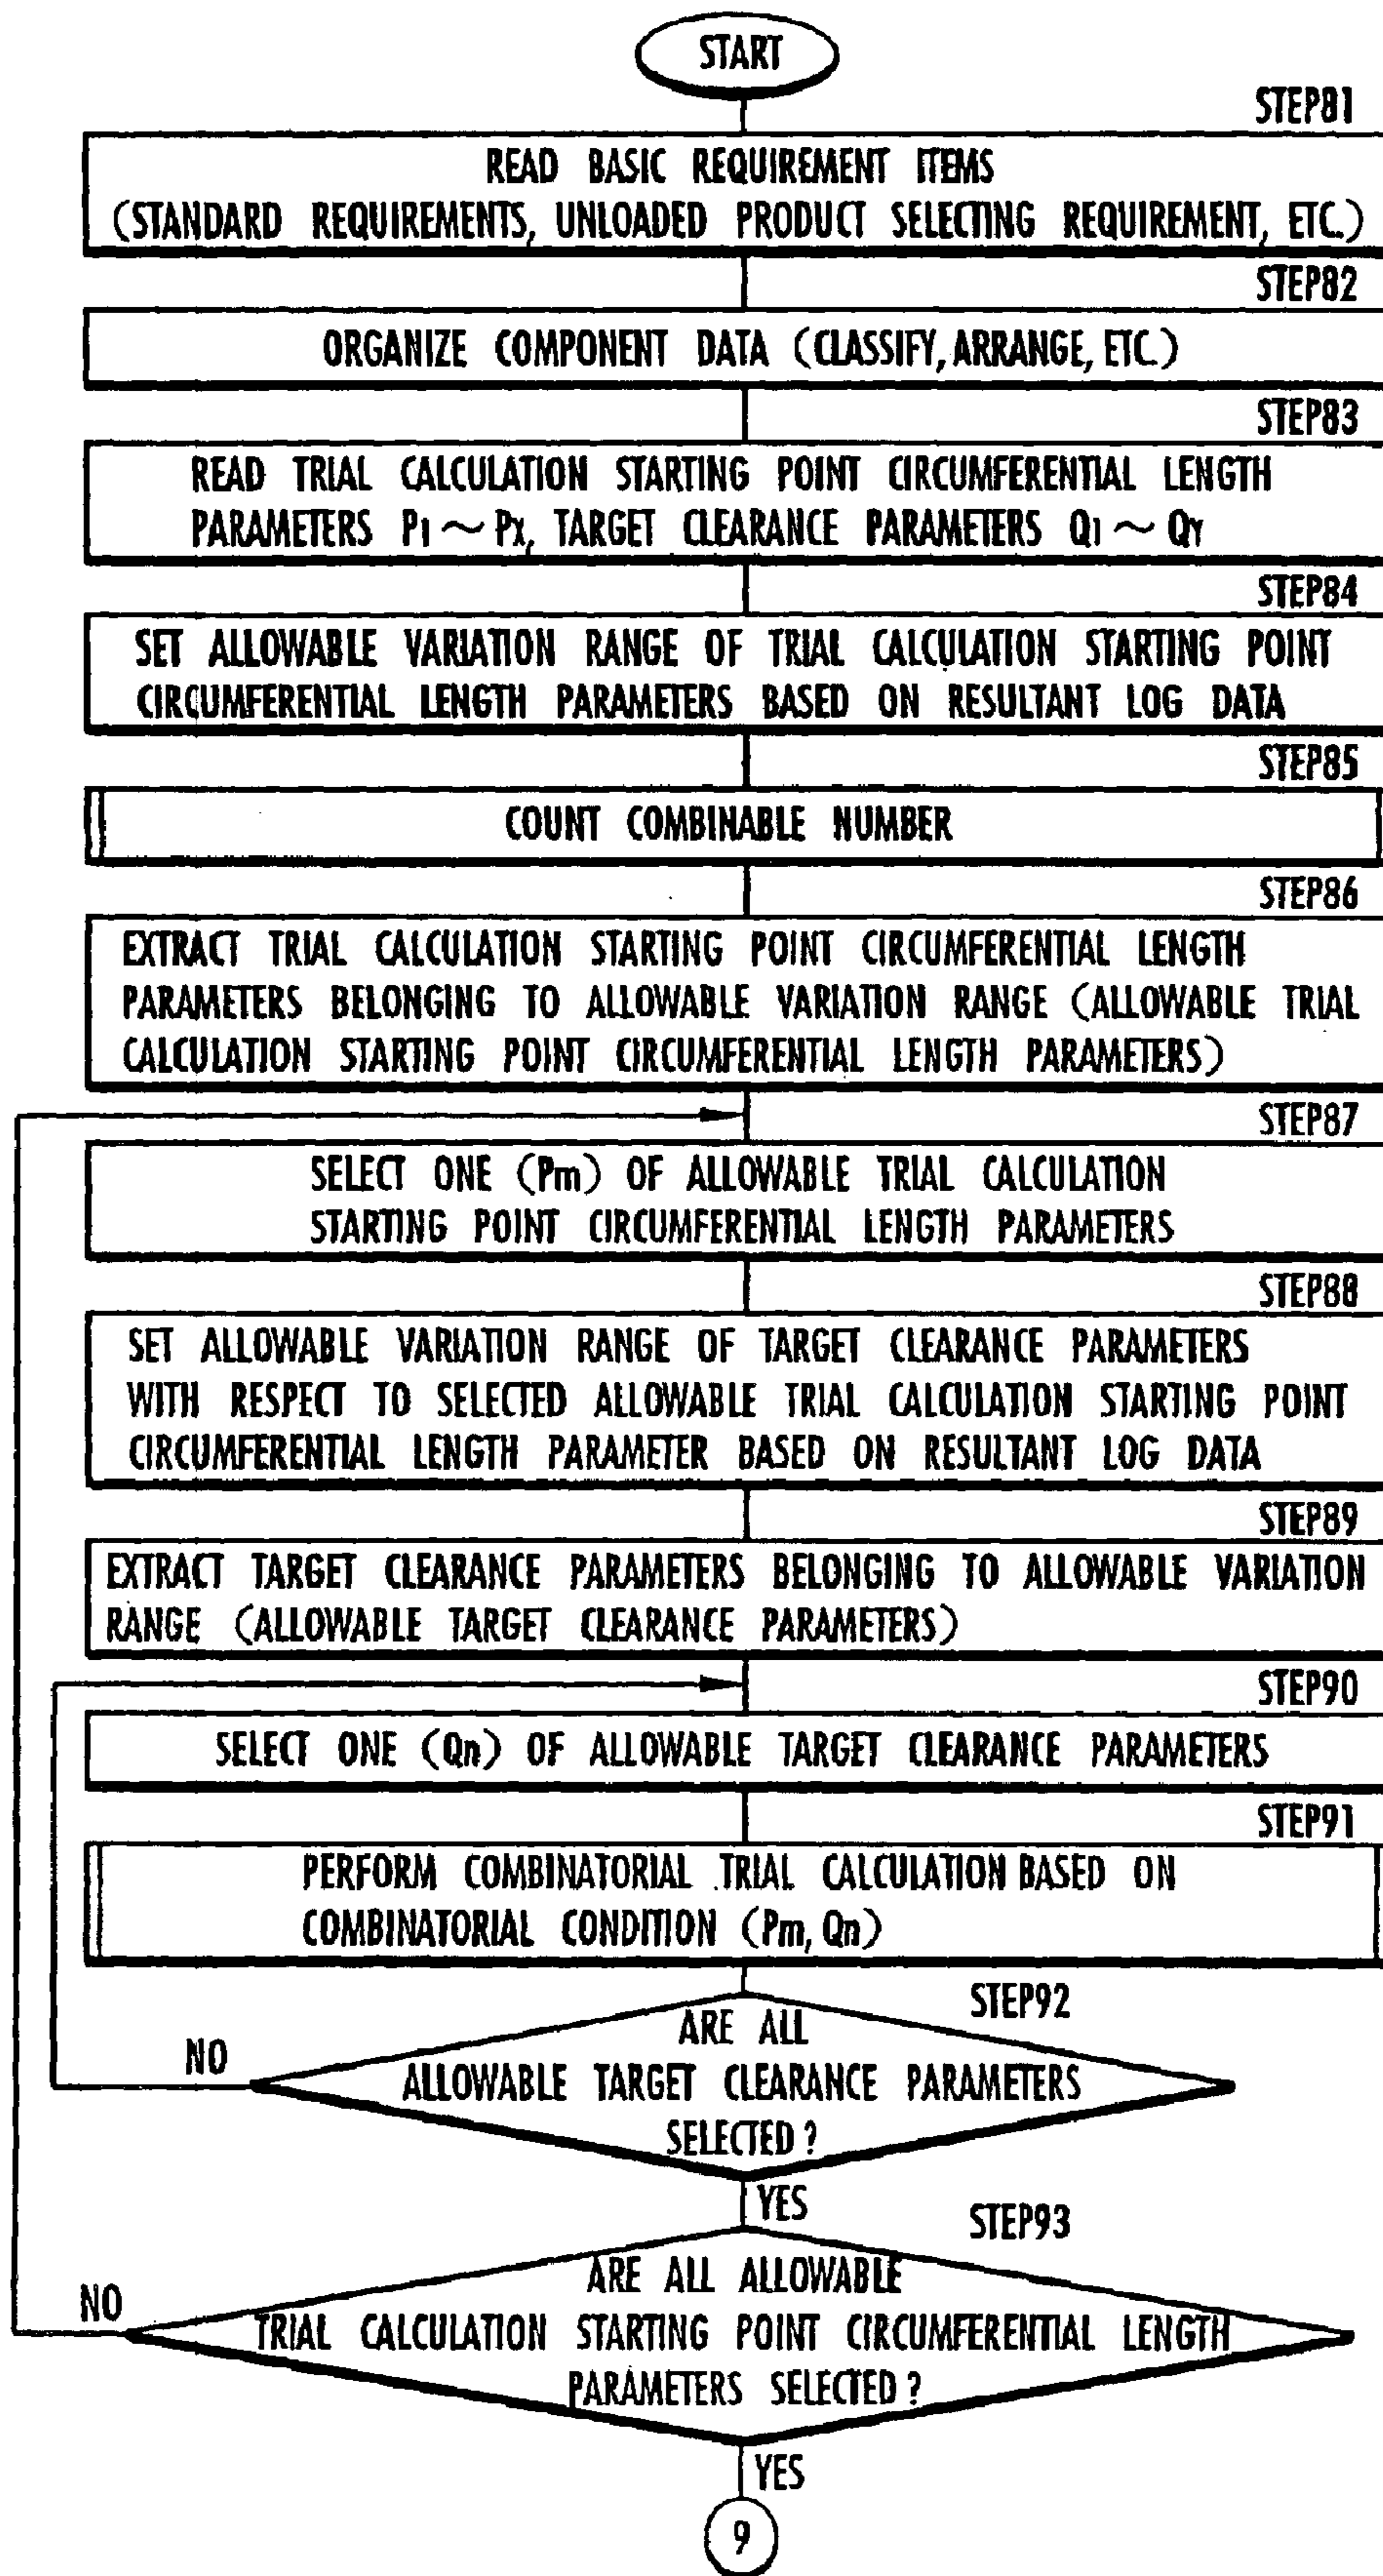 START
STEP81
READ BASIC REQUIREMENT ITEMS
(STANDARD REQUIREMENTS, UNLOADED PRODUCT SELECTING REQUIREMENT, ETC.)
STEP82
ORGANIZE COMPONENT DATA (CLASSIFY, ARRANGE, ETC.)
STEP83
READ TRIAL CALCULATION STARTING POINT CIRCUMFERENTIAL LENGTH
PARAMETERS P1 ~ PX, TARGET CLEARANCE PARAMETERS Q1 ~ QY
STEP84
SET ALLOWABLE VARIATION RANGE OF TRIAL CALCULATION STARTING POINT
CIRCUMFERENTIAL LENGTH PARAMETERS BASED ON RESULTANT LOG DATA
STEP85
COUNT COMBINABLE NUMBER
STEP86
EXTRACT TRIAL CALCULATION STARTING POINT CIRCUMFERENTIAL LENGTH
PARAMETERS BELONGING TO ALLOWABLE VARIATION RANGE (ALLOWABLE TRIAL
CALCULATION STARTING POINT CIRCUMFERENTIAL LENGTH PARAMETERS)
STEP87
SELECT ONE (Pm) OF ALLOWABLE TRIAL CALCULATION
STARTING POINT CIRCUMFERENTIAL LENGTH PARAMETERS
STEP88
SET ALLOWABLE VARIATION RANGE OF TARGET CLEARANCE PARAMETERS
WITH RESPECT TO SELECTED ALLOWABLE TRIAL CALCULATION STARTING POINT
CIRCUMFERENTIAL LENGTH PARAMETER BASED ON RESULTANT LOG DATA
STEP89
EXTRACT TARGET CLEARANCE PARAMETERS BELONGING TO ALLOWABLE VARIATION
RANGE (ALLOWABLE TARGET CLEARANCE PARAMETERS)
STEP90
SELECT ONE (Qn) OF ALLOWABLE TARGET CLEARANCE PARAMETERS
STEP91
PERFORM COMBINATORIAL TRIAL CALCULATION BASED ON
COMBINATORIAL CONDITION (Pm, Qn)
STEP92
ARE ALL
NO
ALLOWABLE TARGET CLEARANCE PARAMETERS
SELECTED?
YES
STEP93
ARE ALL ALLOWABLE
NO
TRIAL CALCULATION STARTING POINT CIRCUMFERENTIAL LENGTH
PARAMETERS SELECTED?
YES
9